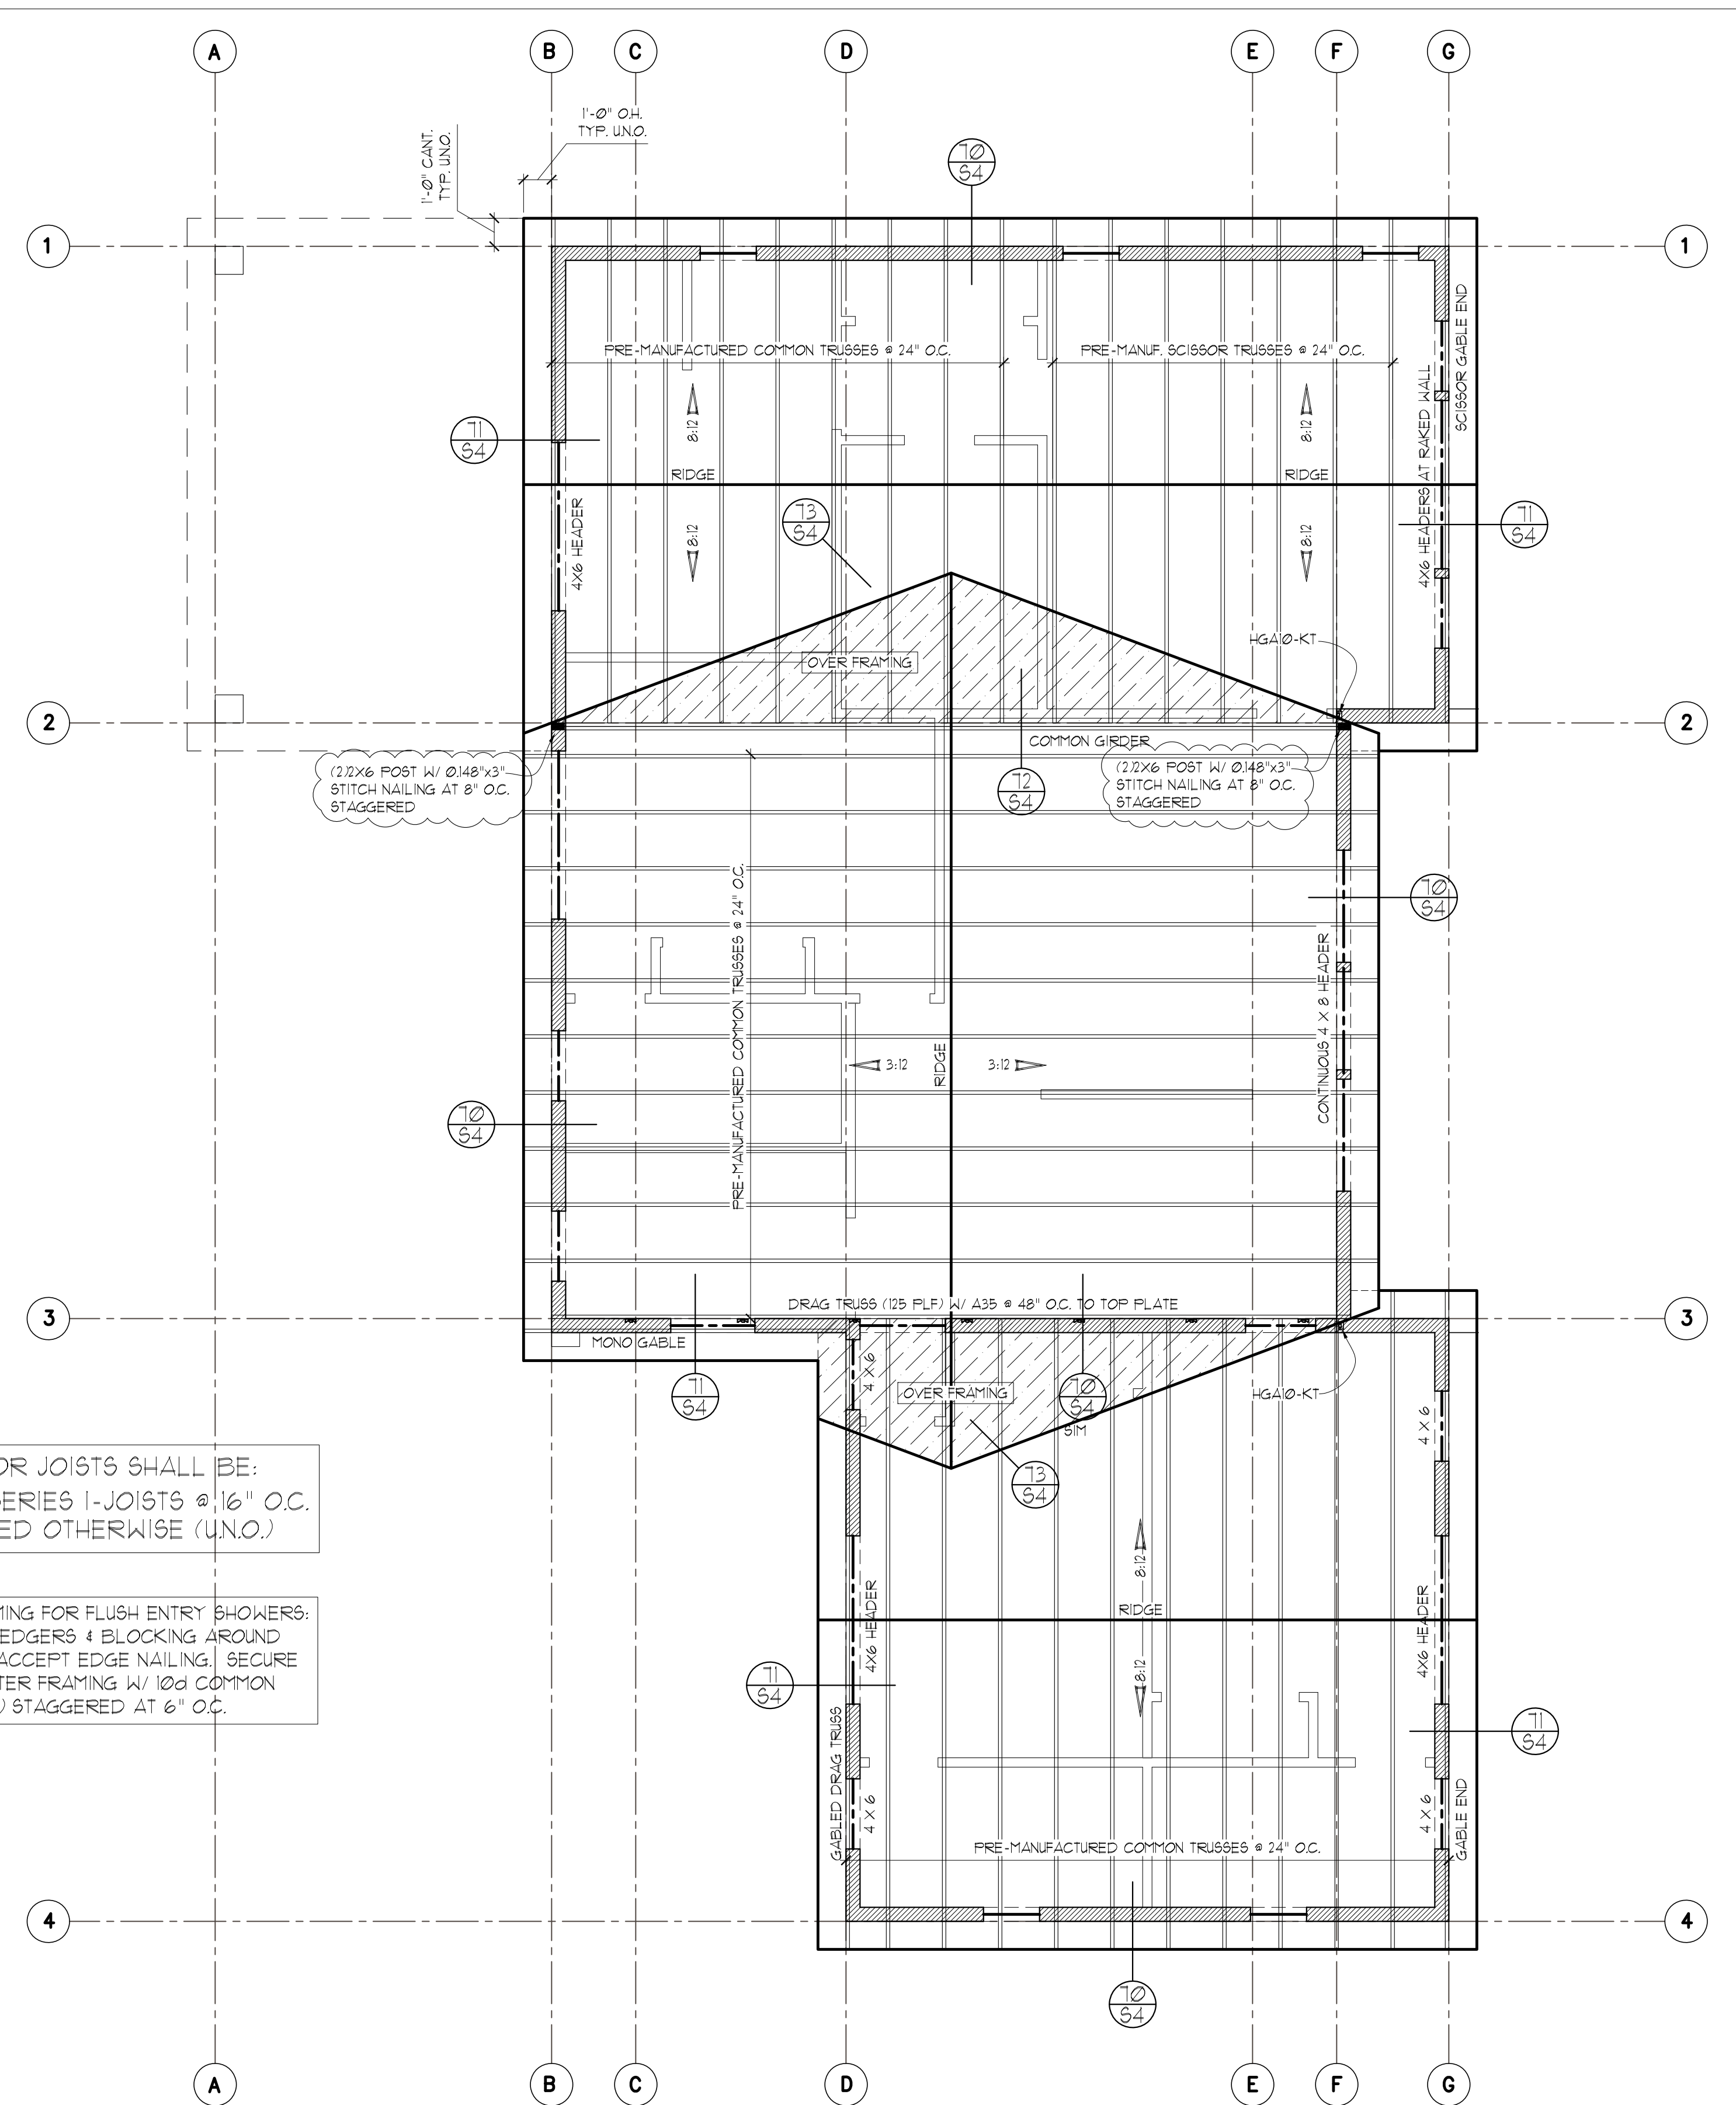 A B C D E F G
1'-0" O.H.
TYP. U.N.O.
1'-0" CANT.
TYP. U.N.O.
70
S4
1 1
SCISSOR GABLE END
PRE-MANUFACTURED COMMON TRUSSES @ 24" O.C.
PRE-MANUF. SCISSOR TRUSSES @ 24" O.C.
4X6 HEADERS AT RAKED WALL
8:12
8:12
71
S4
RIDGE
RIDGE
4X6 HEADER
73
S4
71
S4
8:12
8:12
HGA10-KT
OVER FRAMING
2 2
COMMON GIRDER
(2)2X6 POST W/ Ø.148"x3"
STITCH NAILING AT 8" O.C.
STAGGERED
72
S4
(2)2X6 POST W/ Ø.148"x3"
STITCH NAILING AT 8" O.C.
STAGGERED
70
S4
PRE-MANUFACTURED COMMON TRUSSES @ 24" O.C.
CONTINUOUS 4 X 8 HEADER
3:12
RIDGE
3:12
70
S4
DRAG TRUSS (125 PLF) W/ A35 @ 48" O.C. TO TOP PLATE
3 3
MONO GABLE
4 X 6
71
S4
OVER FRAMING
70
S4
SIM
HGA10-KT
4 X 6
73
S4
OR JOISTS SHALL BE:
SERIES I-JOISTS @ 16" O.C.
ED OTHERWISE (U.N.O.)
8:12
MING FOR FLUSH ENTRY SHOWERS:
EDGERS & BLOCKING AROUND
ACCEPT EDGE NAILING. SECURE
TER FRAMING W/ 10d COMMON
) STAGGERED AT 6" O.C.
4X6 HEADER
RIDGE
4X6 HEADER
8:12
71
S4
71
S4
GABLED DRAG TRUSS
4 X 6
4 X 6
GABLE END
PRE-MANUFACTURED COMMON TRUSSES @ 24" O.C.
4 4
70
S4
A B C D E F G